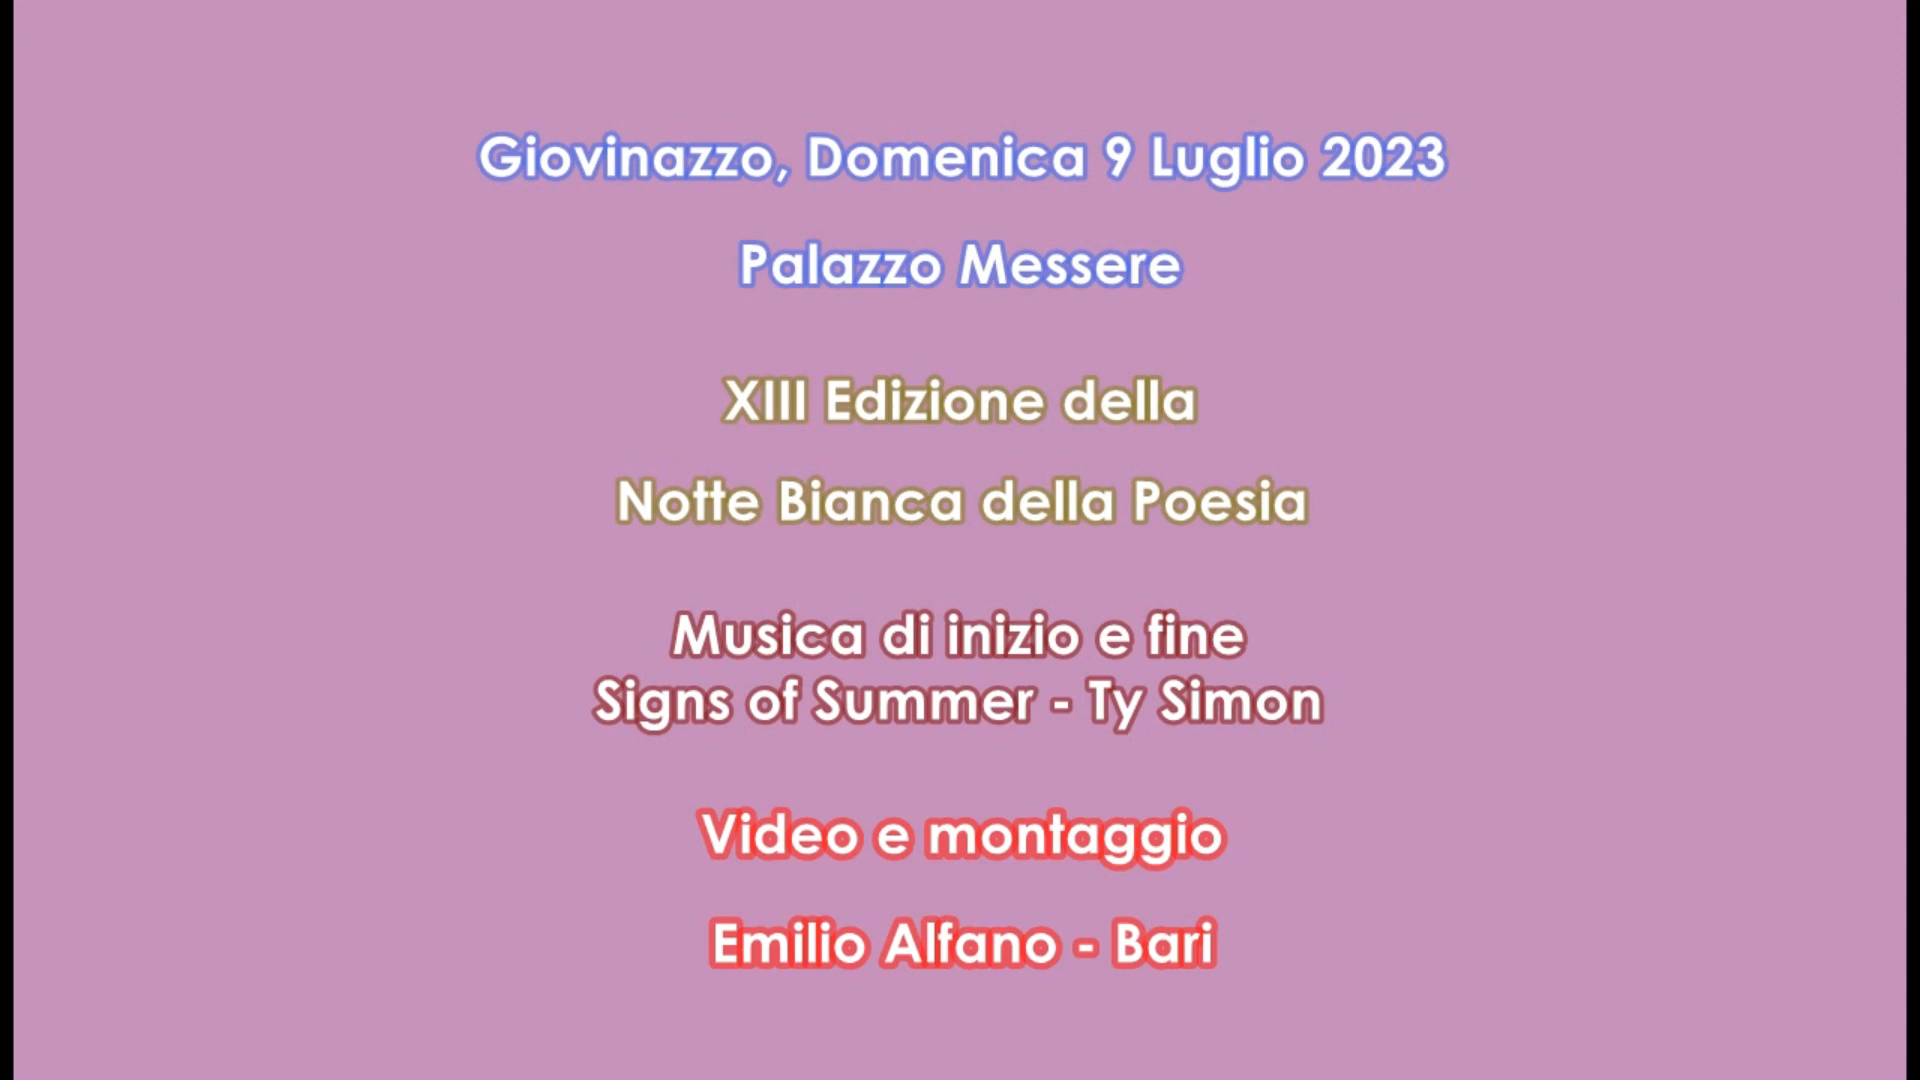 Giovinazzo, Domenica 9 Luglio 2023
Palazzo Messere
XIII Edizione della
Notte Bianca della Poesia
Musica di inizio e fine
Signs of Summer - Ty Simon
Video e montaggio
Emilio Alfano - Bari